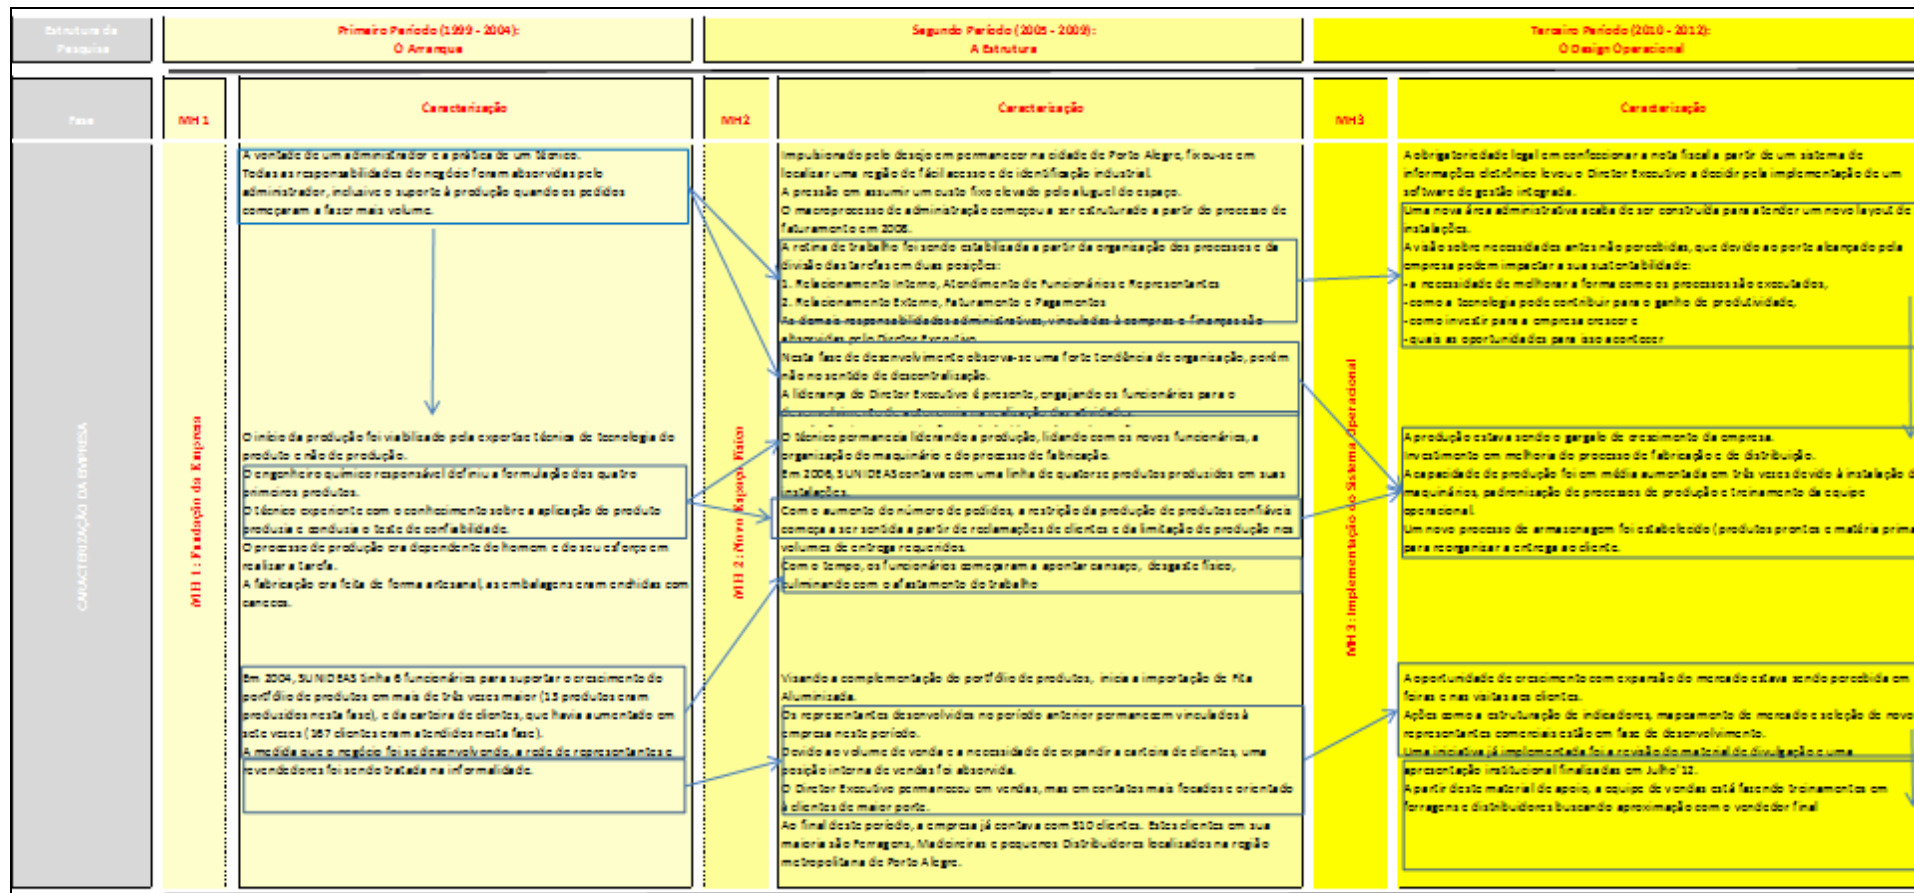 Estrutura da
Pesquisa
Primeiro Período (1999 - 2004):
O Arranque
Segundo Período (2005 - 2009):
A Estrutura
Terceiro Período (2010 - 2012):
O Design Operacional
Fase
MH 1
Caracterização
MH2
Caracterização
MH3
Caracterização
CARACTERIZAÇÃO DA EMPRESA
MH 1 : Fundação da Empresa
A vontade de um administrador e a prática de um técnico.
Todas as responsabilidades do negócio foram absorvidas pelo
administrador, inclusive o suporte à produção quando os pedidos
começaram a fazer mais volume.
O início da produção foi viabilizado pela expertise técnica de tecnologia do
produto e não de produção.
O engenheiro químico responsável definiu a formulação dos quatro
primeiros produtos.
O técnico experiente com o conhecimento sobre a aplicação do produto
produzia e conduzia o teste de confiabilidade.
O processo de produção era dependente do homem e do seu esforço em
realizar a tarefa.
A fabricação era feita de forma artesanal, as embalagens eram enchidas com
canecos.
Em 2004, SUNIDEAS tinha 6 funcionários para suportar o crescimento do
portfólio de produtos em mais de três vezes maior (13 produtos eram
produzidos nesta fase), e da carteira de clientes, que havia aumentado em
sete vezes (167 clientes eram atendidos nesta fase).
A medida que o negócio foi se desenvolvendo, a rede de representantes e
revendedores foi sendo tratada na informalidade.
MH 2 : Novo Espaço Físico
Impulsionado pelo desejo em permanecer na cidade de Porto Alegre, fixou-se em
localizar uma região de fácil acesso e de identificação industrial.
A pressão em assumir um custo fixo elevado pelo aluguel do espaço.
O macroprocesso de administração começou a ser estruturado a partir do processo de
faturamento em 2006.
A rotina de trabalho foi sendo estabilizada a partir da organização dos processos e da
divisão das tarefas em duas posições:
1. Relacionamento Interno, Atendimento de Funcionários e Representantes
2. Relacionamento Externo, Faturamento e Pagamentos
As demais responsabilidades administrativas, vinculadas à compras e finanças são
absorvidas pelo Diretor Executivo.
Nesta fase de desenvolvimento observa-se uma forte tendência de organização, porém
não no sentido de descentralização.
A liderança do Diretor Executivo é presente, engajando os funcionários para o
O técnico permanecia liderando a produção, lidando com os novos funcionários, a
organização do maquinário e do processo de fabricação.
Em 2006, SUNIDEAS contava com uma linha de quatorze produtos produzidos em suas
instalações.
Com o aumento do número de pedidos, a restrição da produção de produtos confiáveis
começa a ser sentida a partir de reclamações de clientes e da limitação de produção nos
volumes de entrega requeridos.
Com o tempo, os funcionários começaram a apontar cansaço, desgaste físico,
culminando com o afastamento do trabalho
Visando a complementação do portfólio de produtos, inicia a importação de Fita
Aluminizada.
Os representantes desenvolvidos no período anterior permanecem vinculados à
empresa neste período.
Devido ao volume de venda e a necessidade de expandir a carteira de clientes, uma
posição interna de vendas foi absorvida.
O Diretor Executivo permaneceu em vendas, mas em contatos mais focados e orientado
à clientes de maior porte.
Ao final deste período, a empresa já contava com 510 clientes. Estes clientes em sua
maioria são Ferragens, Madeireiras e pequenos Distribuidores localizados na região
metropolitana de Porto Alegre.
MH 3 : Implementação do Sistema Operacional
A obrigatoriedade legal em confeccionar a nota fiscal a partir de um sistema de
informações eletrônico levou o Diretor Executivo a decidir pela implementação de um
software de gestão integrada.
Uma nova área administrativa acaba de ser construída para atender um novo layout de
instalações.
A visão sobre necessidades antes não percebidas, que devido ao porte alcançado pela
empresa podem impactar a sua sustentabilidade:
- a necessidade de melhorar a forma como os processos são executados,
- como a tecnologia pode contribuir para o ganho de produtividade,
- como investir para a empresa crescer e
- quais as oportunidades para isso acontecer
A produção estava sendo o gargalo de crescimento da empresa.
Investimento em melhoria do processo de fabricação e de distribuição.
A capacidade de produção foi em média aumentada em três vezes devido à instalação d
maquinários, padronização de processos de produção e treinamento da equipe
operacional.
Um novo processo de armazenagem foi estabelecido (produtos prontos e matéria prima
para reorganizar a entrega ao cliente.
A oportunidade de crescimento com expansão do mercado estava sendo percebida em
feiras e nas visitas aos clientes.
Ações como a estruturação de indicadores, mapeamento de mercado e seleção de novo
representantes comerciais estão em fase de desenvolvimento.
Uma iniciativa já implementada foi a revisão do material de divulgação e uma
apresentação institucional finalizadas em Julho'12.
A partir deste material de apoio, a equipe de vendas está fazendo treinamentos em
ferragens e distribuidores buscando aproximação com o vendedor final